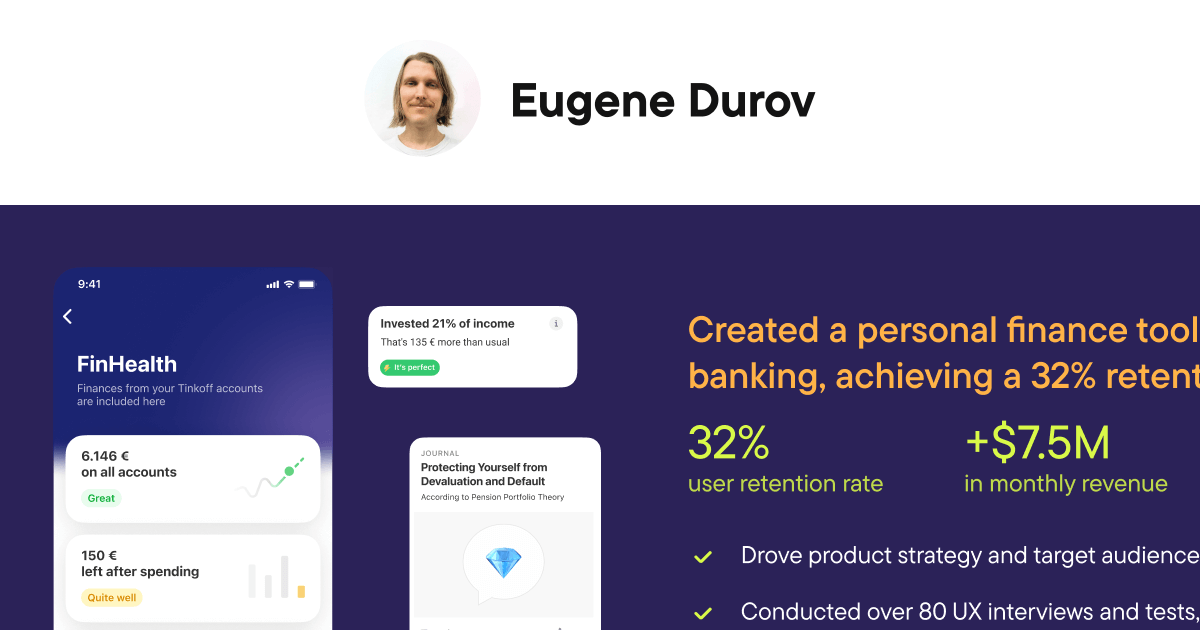 Eugene Durov
9:41
FinHealth
Finances from your Tinkoff accounts
are included here
6.146 €
on all accounts
Great
150 €
left after spending
Quite well
Invested 21% of income
i
That's 135 € more than usual
⚡ It's perfect
JOURNAL
Protecting Yourself from
Devaluation and Default
According to Pension Portfolio Theory
Created a personal finance tool
banking, achieving a 32% retent
32%
user retention rate
+$7.5M
in monthly revenue
Drove product strategy and target audience
Conducted over 80 UX interviews and tests,